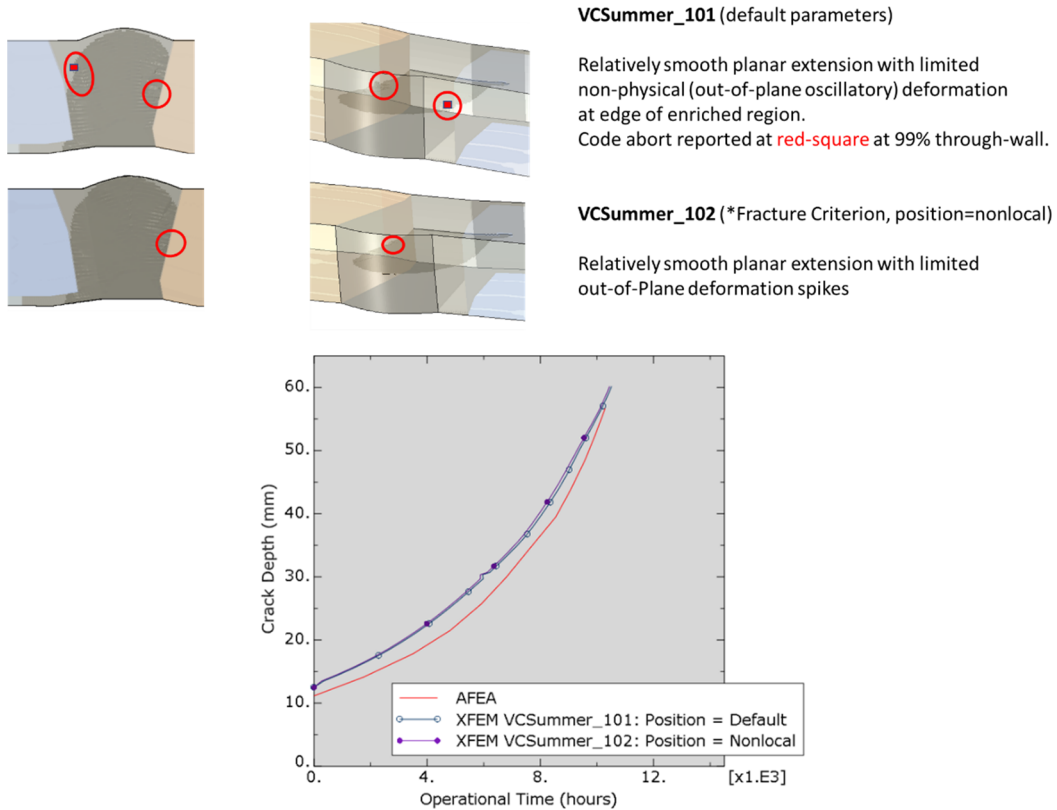 VCSummer_101 (default parameters)
Relatively smooth planar extension with limited
non-physical (out-of-plane oscillatory) deformation
at edge of enriched region.
Code abort reported at red-square at 99% through-wall.
VCSummer_102 (*Fracture Criterion, position=nonlocal)
Relatively smooth planar extension with limited
out-of-Plane deformation spikes
60.
50.
40.
30.
20.
10.
0.
Crack Depth (mm)
AFEA
XFEM VCSummer_101: Position = Default
XFEM VCSummer_102: Position = Nonlocal
0. 4. 8. 12. [x1.E3]
Operational Time (hours)